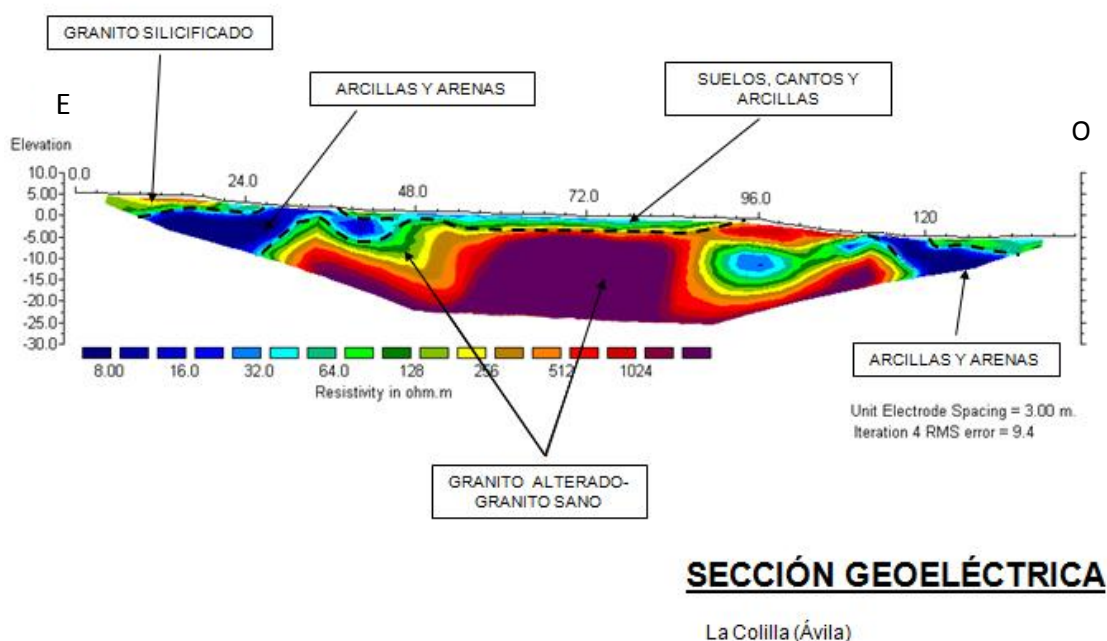 GRANITO SILICIFICADO
ARCILLAS Y ARENAS
SUELOS, CANTOS Y
ARCILLAS
E
O
Elevation
10.0
5.00
0.0
-5.00
-10.0
-15.0
-20.0
-25.0
-30.0
0.0
24.0
48.0
72.0
96.0
120
8.00 16.0 32.0 64.0 128 256 512 1024
Resistivity in ohm.m
ARCILLAS Y ARENAS
Unit Electrode Spacing = 3.00 m.
Iteration 4 RMS error = 9.4
GRANITO ALTERADO-
GRANITO SANO
SECCIÓN GEOELÉCTRICA
La Colilla (Ávila)